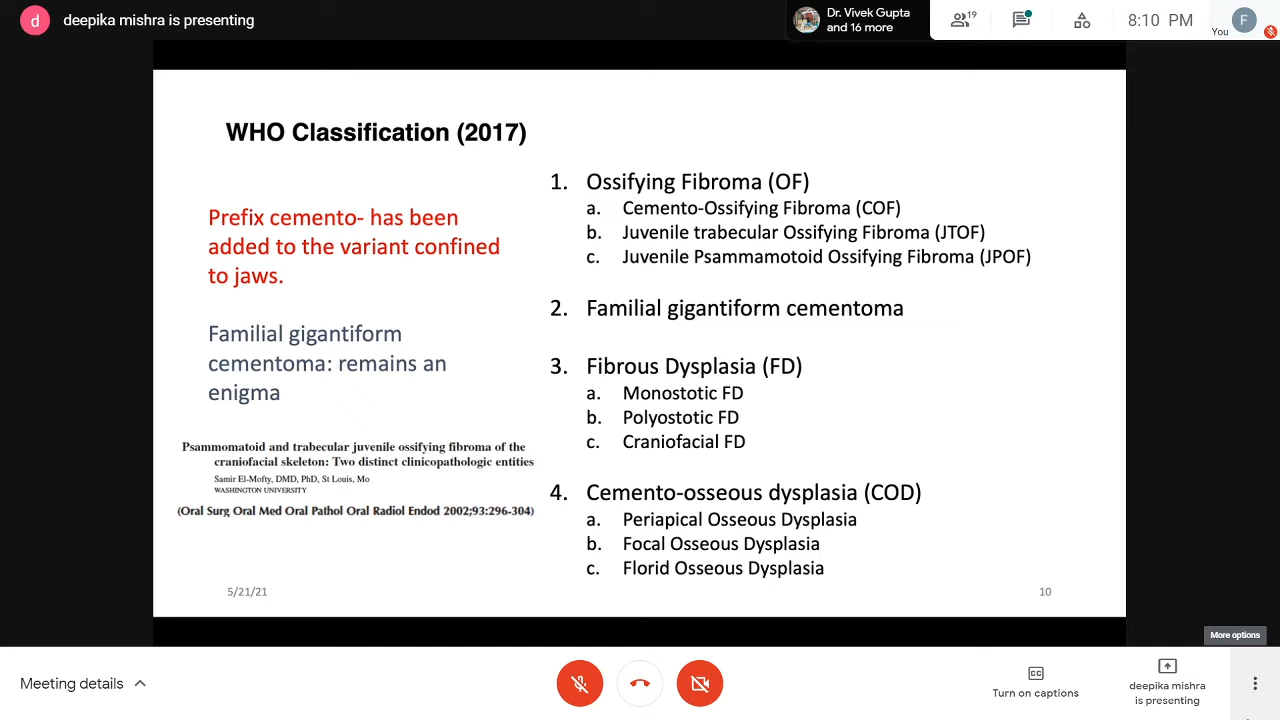 d
deepika mishra is presenting
Dr. Vivek Gupta
and 16 more
19
8:10 PM
You
F
WHO Classification (2017)
Prefix cemento- has been
added to the variant confined
to jaws.
Familial gigantiform
cementoma: remains an
enigma
Psammomatoid and trabecular juvenile ossifying fibroma of the
craniofacial skeleton: Two distinct clinicopathologic entities
Samir El-Mofty, DMD, PhD, St Louis, Mo
WASHINGTON UNIVERSITY
(Oral Surg Oral Med Oral Pathol Oral Radiol Endod 2002;93:296-304)
1. Ossifying Fibroma (OF)
a. Cemento-Ossifying Fibroma (COF)
b. Juvenile trabecular Ossifying Fibroma (JTOF)
c. Juvenile Psammamotoid Ossifying Fibroma (JPOF)
2. Familial gigantiform cementoma
3. Fibrous Dysplasia (FD)
a. Monostotic FD
b. Polyostotic FD
c. Craniofacial FD
4. Cemento-osseous dysplasia (COD)
a. Periapical Osseous Dysplasia
b. Focal Osseous Dysplasia
c. Florid Osseous Dysplasia
5/21/21
10
More options
Meeting details
CC
Turn on captions
deepika mishra
is presenting